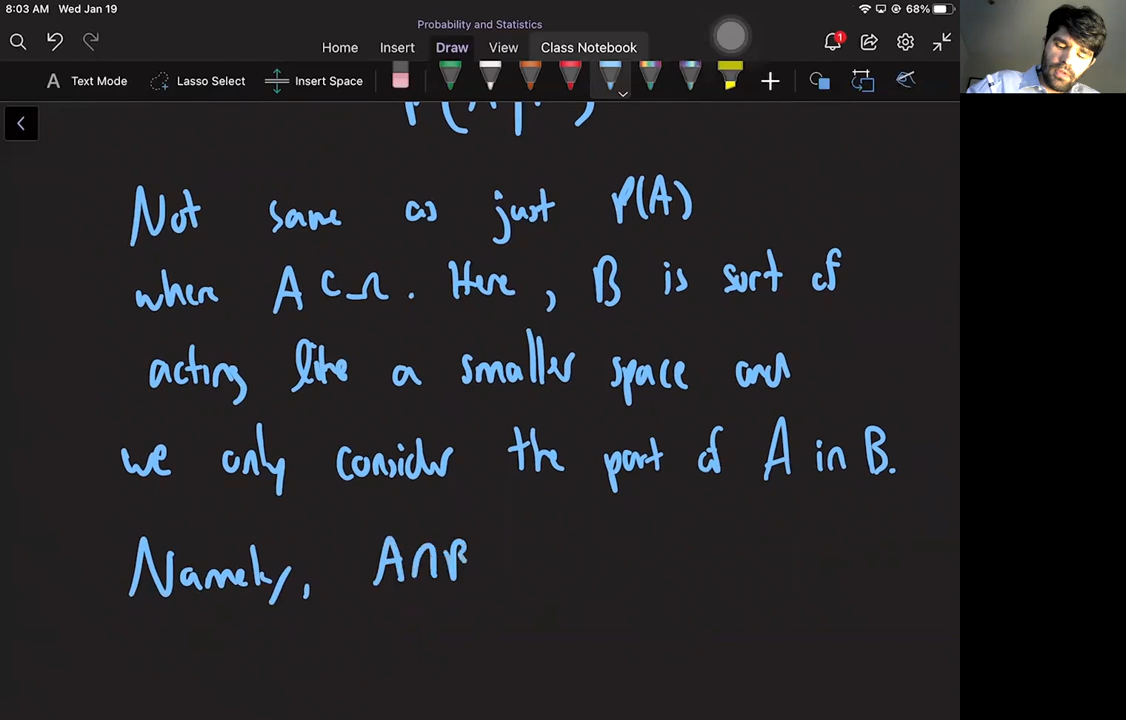 8:03 AM Wed Jan 19
68%
Probability and Statistics
Home Insert Draw View Class Notebook
1
A Text Mode Lasso Select Insert Space
Not same as just P(A)
where A ⊂ Ω. Here, B is sort of
acting like a smaller space and
we only consider the part of A in B.
Namely, A∩B